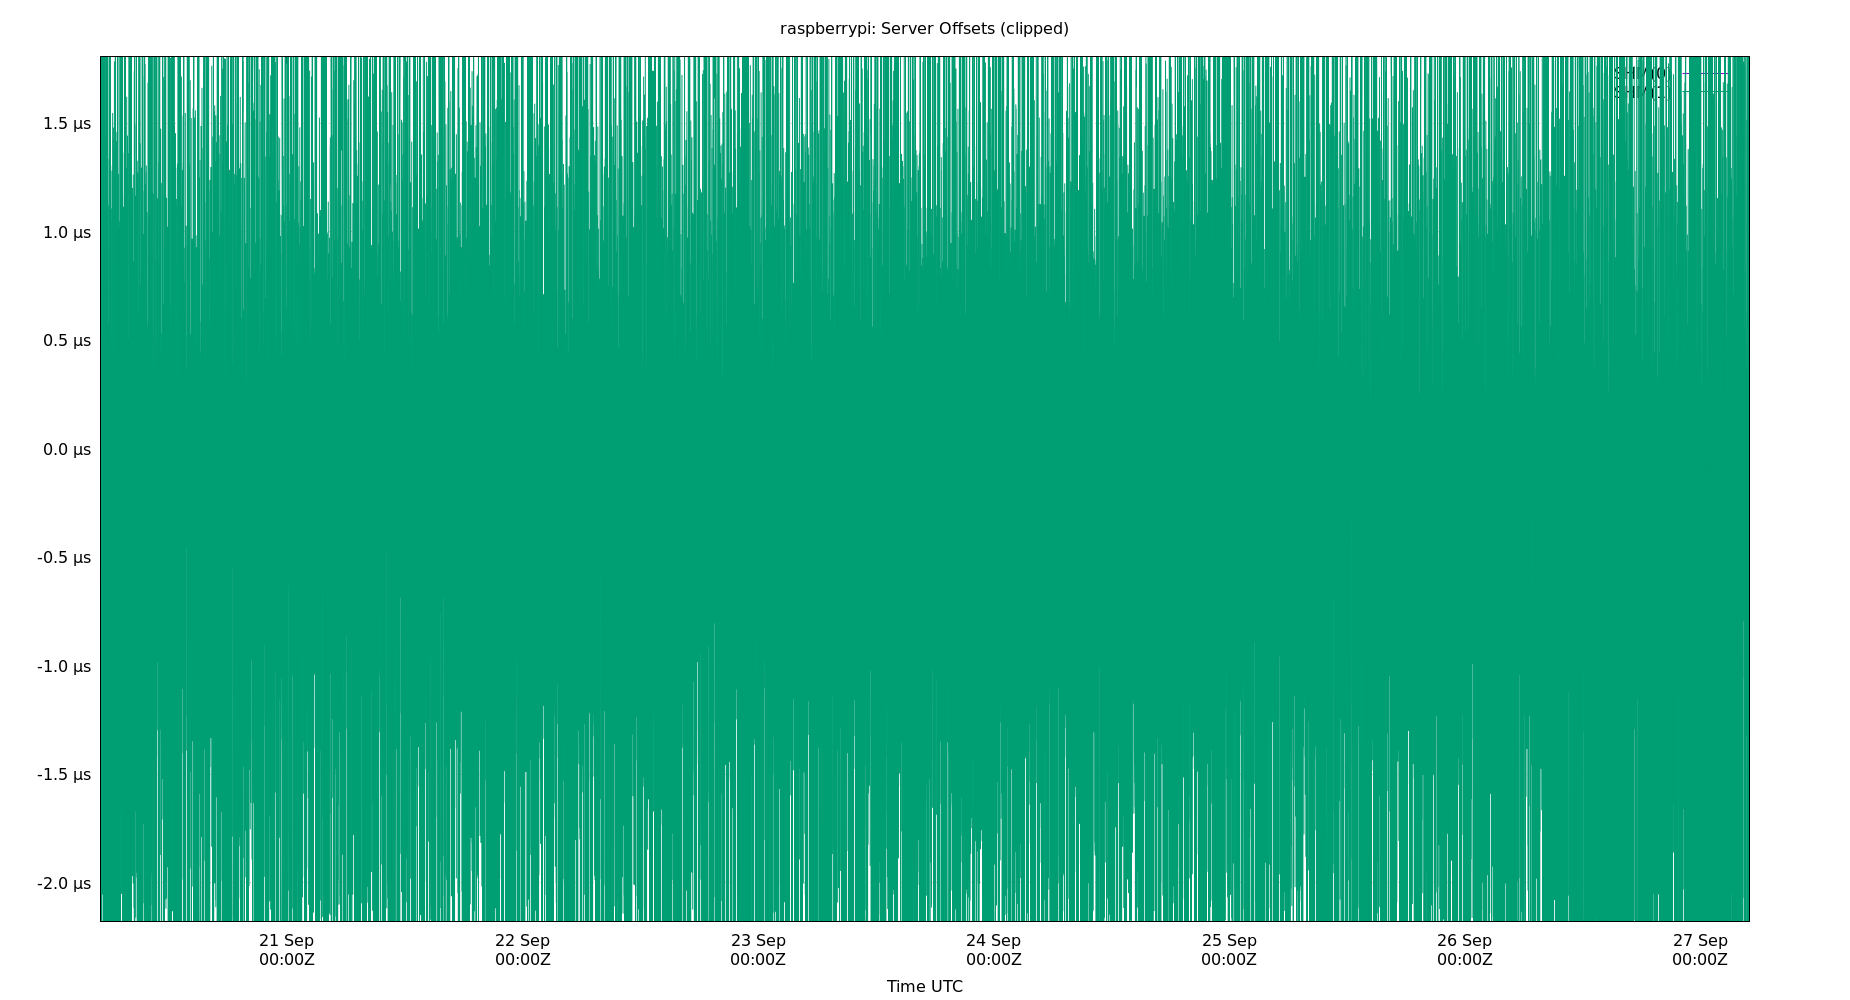 raspberrypi: Server Offsets (clipped)
1.5 µs
1.0 µs
0.5 µs
0.0 µs
-0.5 µs
-1.0 µs
-1.5 µs
-2.0 µs
21 Sep
00:00Z
22 Sep
00:00Z
23 Sep
00:00Z
24 Sep
00:00Z
25 Sep
00:00Z
26 Sep
00:00Z
27 Sep
00:00Z
Time UTC